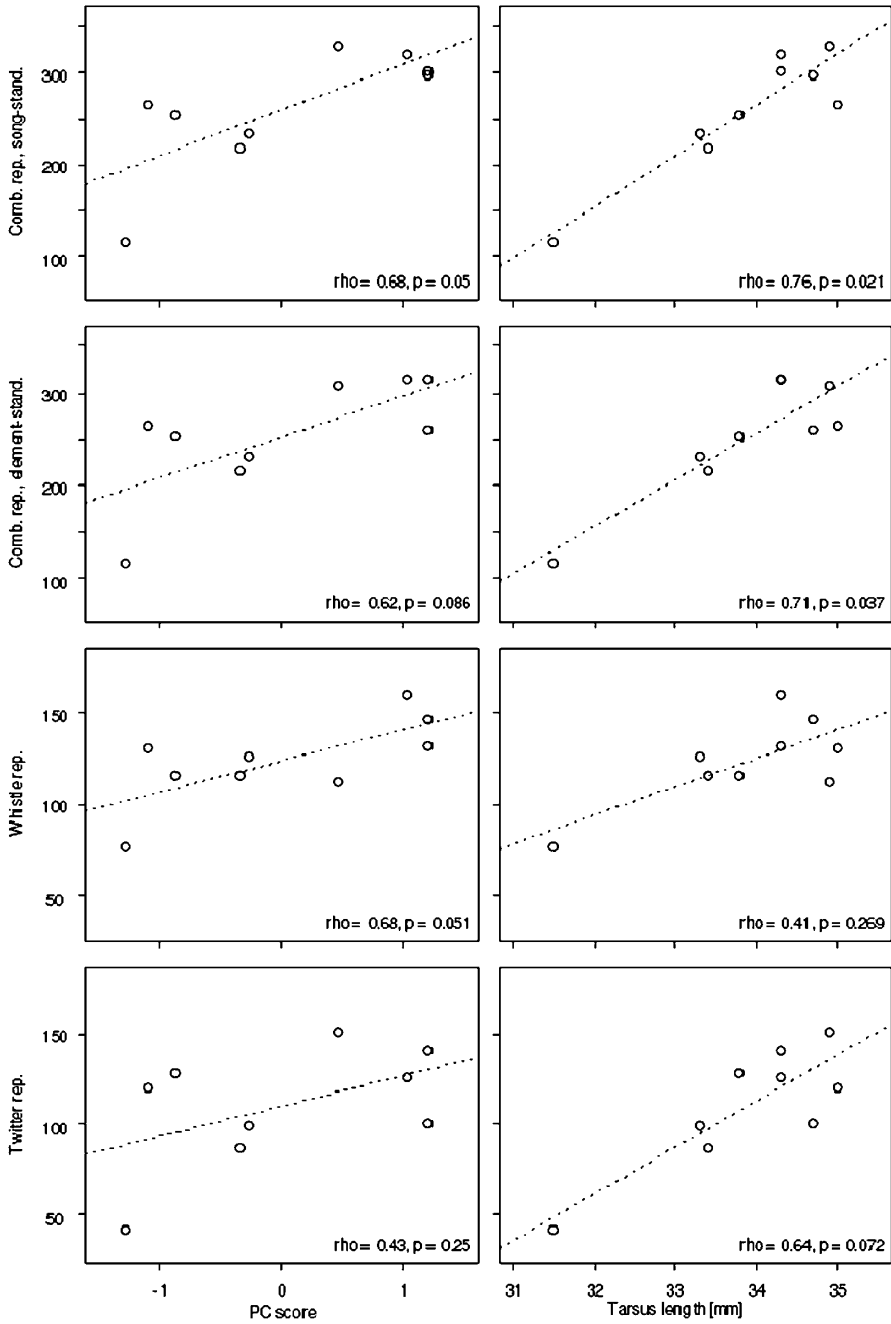 Comb. rep., song-stand.
300
200
100
rho= 0.68, p = 0.05
rho= 0.76, p = 0.021
Comb. rep., element-stand.
300
200
100
rho= 0.62, p = 0.086
rho= 0.71, p = 0.037
Whistle rep.
150
100
50
rho= 0.68, p = 0.051
rho= 0.41, p = 0.269
Twitter rep.
150
100
50
rho= 0.43, p = 0.25
rho= 0.64, p = 0.072
-1 0 1
31 32 33 34 35
PC score
Tarsus length [mm]